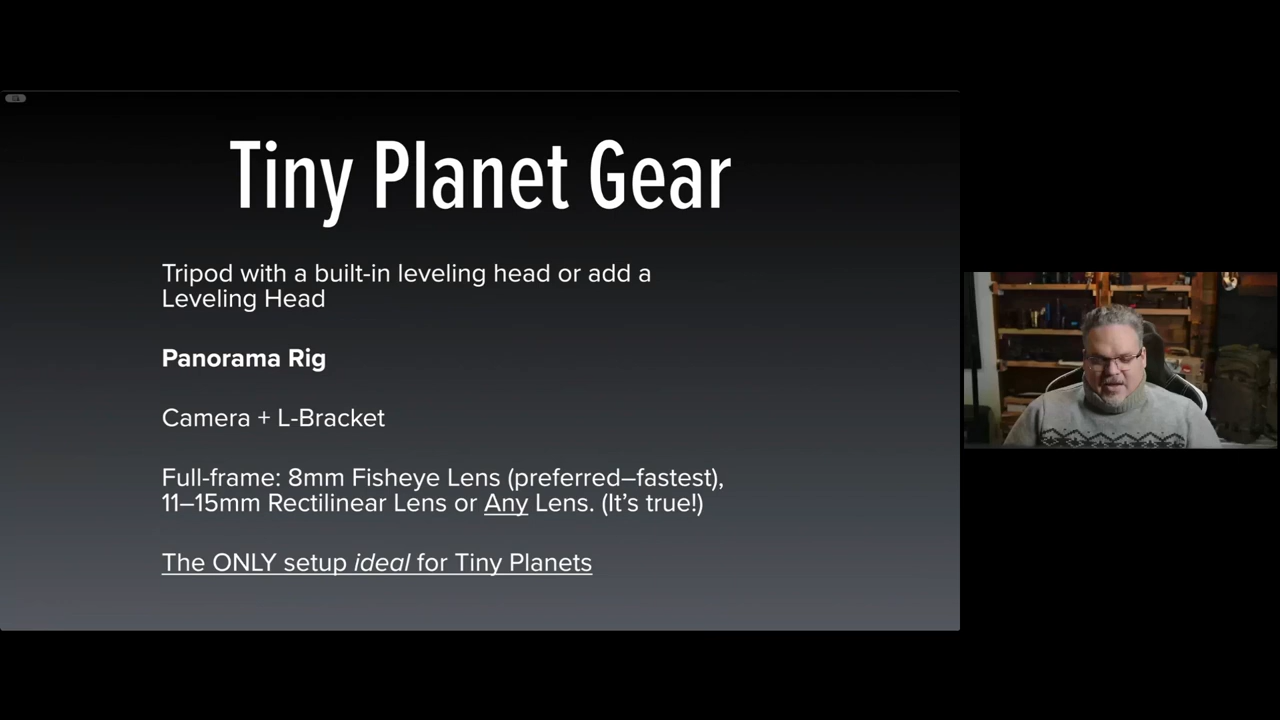 Tiny Planet Gear
Tripod with a built-in leveling head or add a
Leveling Head
Panorama Rig
Camera + L-Bracket
Full-frame: 8mm Fisheye Lens (preferred–fastest),
11–15mm Rectilinear Lens or Any Lens. (It’s true!)
The ONLY setup ideal for Tiny Planets